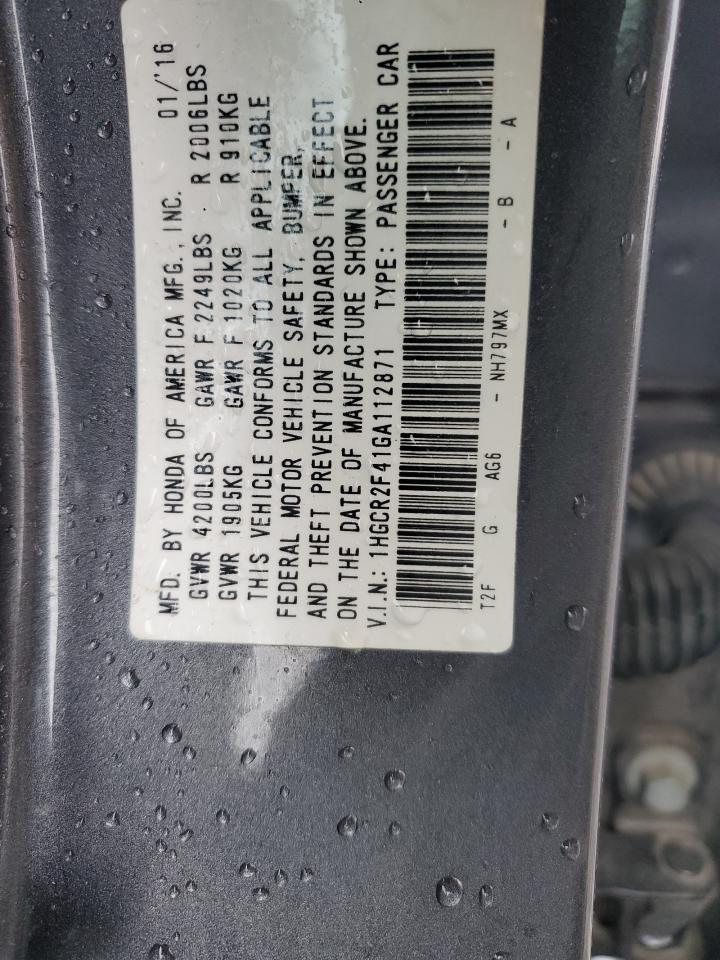 MFD. BY HONDA OF AMERICA MFG., INC. 01/'16
GVWR 4200LBS GAWR F 2249LBS R 2006LBS
GVWR 1905KG GAWR F 1020KG R 910KG
THIS VEHICLE CONFORMS TO ALL APPLICABLE
FEDERAL MOTOR VEHICLE SAFETY, BUMPER,
AND THEFT PREVENTION STANDARDS IN EFFECT
ON THE DATE OF MANUFACTURE SHOWN ABOVE.
V.I.N.: 1HGCR2F41GA112871 TYPE: PASSENGER CAR
T2F G AG6 - NH797MX - B - A